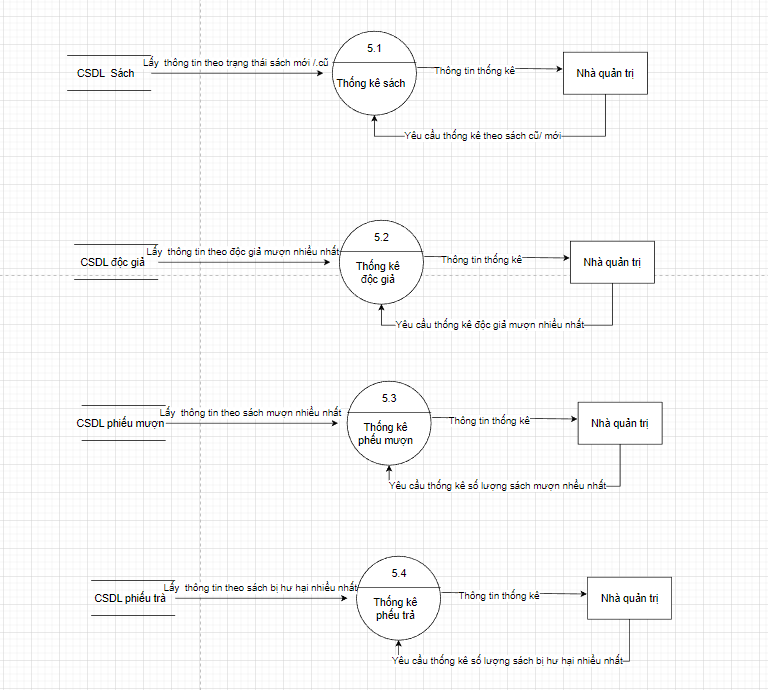 5.1
Lấy thông tin theo trạng thái sách mới /.cũ
CSDL Sách
Thống kê sách
Thông tin thống kê
Nhà quản trị
Yêu cầu thống kê theo sách cũ/ mới
5.2
Lấy thông tin theo độc giả mượn nhiều nhất
CSDL độc giả
Thống kê
độc giả
Thông tin thống kê
Nhà quản trị
Yêu cầu thống kê độc giả mượn nhiều nhất
5.3
Lấy thông tin theo sách mượn nhiều nhất
CSDL phiếu mượn
Thống kê
phếu mượn
Thông tin thống kê
Nhà quản trị
Yêu cầu thống kê số lượng sách mượn nhều nhất
5.4
Lấy thông tin theo sách bị hư hại nhiều nhất
CSDL phiếu trả
Thống kê
phếu trả
Thông tin thống kê
Nhà quản trị
Yêu cầu thống kê số lượng sách bị hư hại nhiều nhất